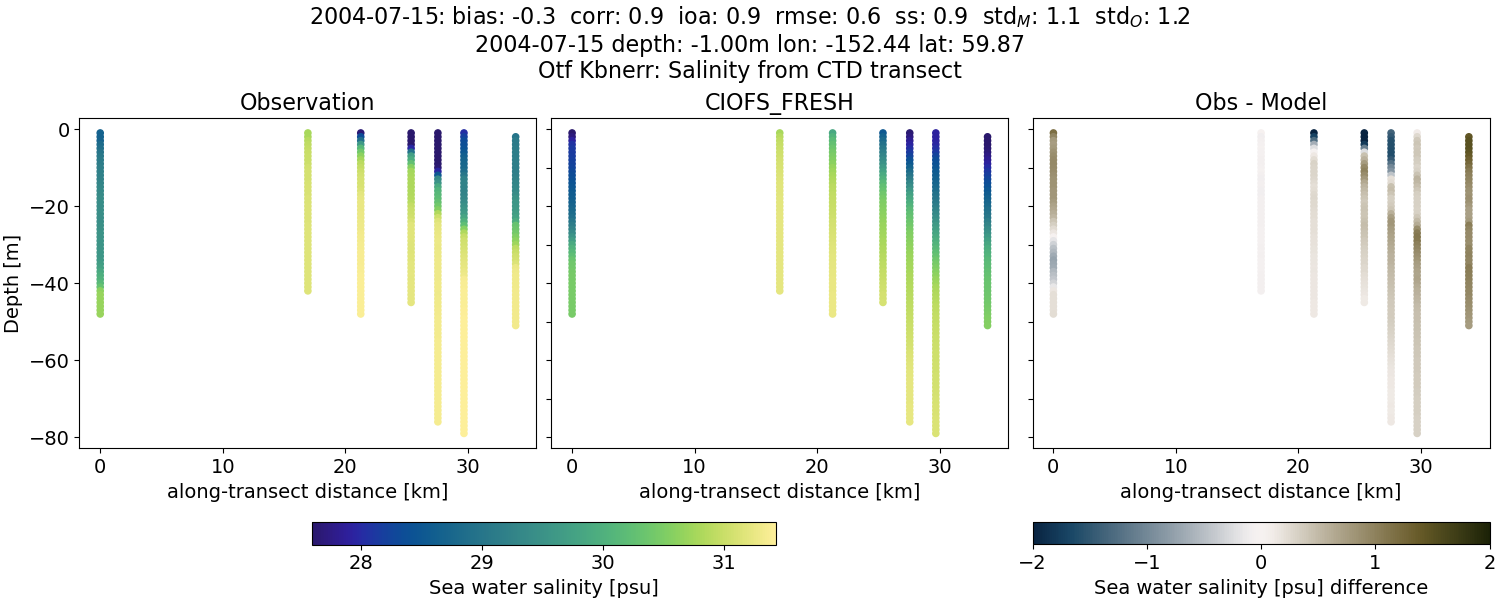 2004-07-15: bias: -0.3  corr: 0.9  ioa: 0.9  rmse: 0.6  ss: 0.9  std_M: 1.1  std_O: 1.2
2004-07-15 depth: -1.00m lon: -152.44 lat: 59.87
Otf Kbnerr: Salinity from CTD transect
Observation
CIOFS_FRESH
Obs - Model
Depth [m]
0
−20
−40
−60
−80
0 10 20 30
0 10 20 30
0 10 20 30
along-transect distance [km]
along-transect distance [km]
along-transect distance [km]
28 29 30 31
Sea water salinity [psu]
−2 −1 0 1 2
Sea water salinity [psu] difference